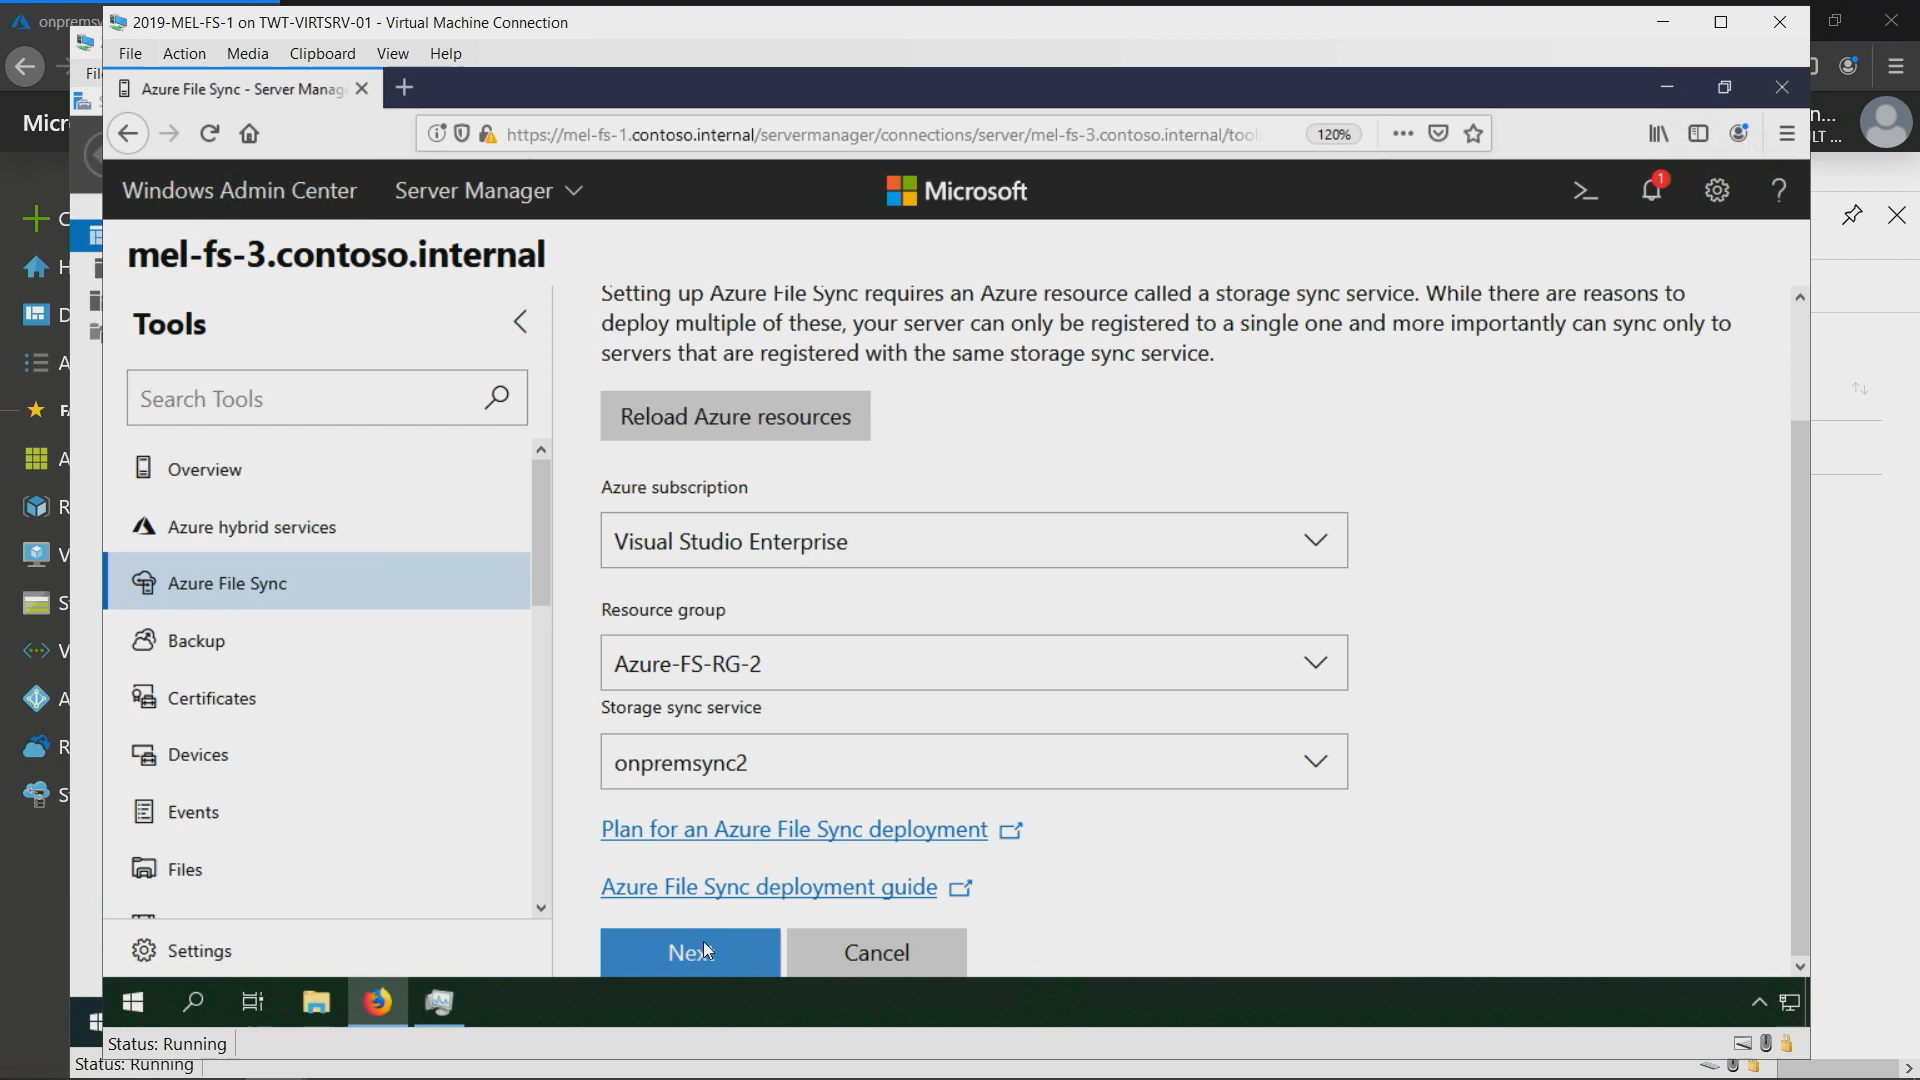 onpremsy
2019-MEL-FS-1 on TWT-VIRTSRV-01 - Virtual Machine Connection
File Action Media Clipboard View Help
Azure File Sync - Server Manag
https://mel-fs-1.contoso.internal/servermanager/connections/server/mel-fs-3.contoso.internal/tool
120%
Micr
n...
LT ...
Windows Admin Center
Server Manager
Microsoft
1
mel-fs-3.contoso.internal
Tools
Search Tools
Overview
Azure hybrid services
Azure File Sync
Backup
Certificates
Devices
Events
Files
Settings
Setting up Azure File Sync requires an Azure resource called a storage sync service. While there are reasons to
deploy multiple of these, your server can only be registered to a single one and more importantly can sync only to
servers that are registered with the same storage sync service.
Reload Azure resources
Azure subscription
Visual Studio Enterprise
Resource group
Azure-FS-RG-2
Storage sync service
onpremsync2
Plan for an Azure File Sync deployment
Azure File Sync deployment guide
Next
Cancel
Status: Running
Status: Running